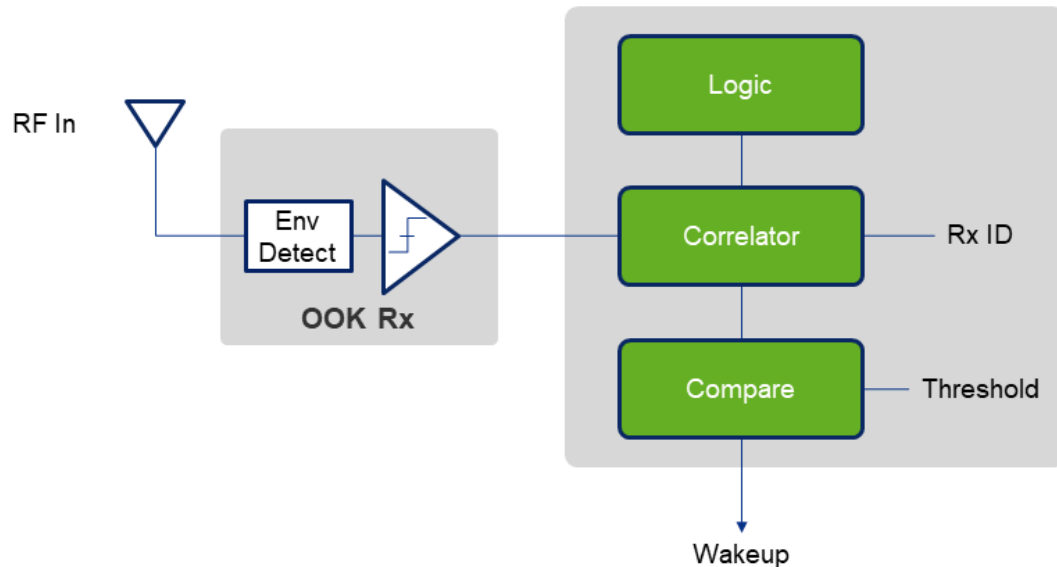 Logic
RF In
Env
Detect
Correlator
Rx ID
OOK Rx
Compare
Threshold
Wakeup